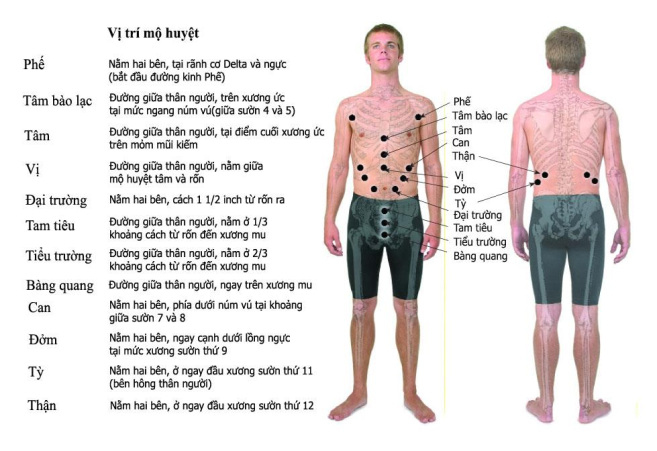 Vị trí mộ huyệt
Phế
Nằm hai bên, tại rãnh cơ Delta và ngực
(bắt đầu đường kinh Phế)
Tâm bào lạc
Đường giữa thân người, trên xương ức
tại mức ngang núm vú(giữa sườn 4 và 5)
Tâm
Đường giữa thân người, tại điểm cuối xương ức
trên mỏm mũi kiếm
Vị
Đường giữa thân người, nằm giữa
mộ huyệt tâm và rốn
Đại trường
Nằm hai bên, cách 1 1/2 inch từ rốn ra
Tam tiêu
Đường giữa thân người, nằm ở 1/3
khoảng cách từ rốn đến xương mu
Tiểu trường
Đường giữa thân người, nằm ở 2/3
khoảng cách từ rốn đến xương mu
Bàng quang
Đường giữa thân người, ngay trên xương mu
Can
Nằm hai bên, phía dưới núm vú tại khoảng
giữa sườn 7 và 8
Đởm
Nằm hai bên, ngay cạnh dưới lồng ngực
tại mức xương sườn thứ 9
Tỳ
Nằm hai bên, ở ngay đầu xương sườn thứ 11
(bên hông thân người)
Thận
Nằm hai bên, ở ngay đầu xương sườn thứ 12
Phế
Tâm bào lạc
Tâm
Can
Thận
Vị
Đởm
Tỳ
Đại trường
Tam tiêu
Tiểu trường
Bàng quang